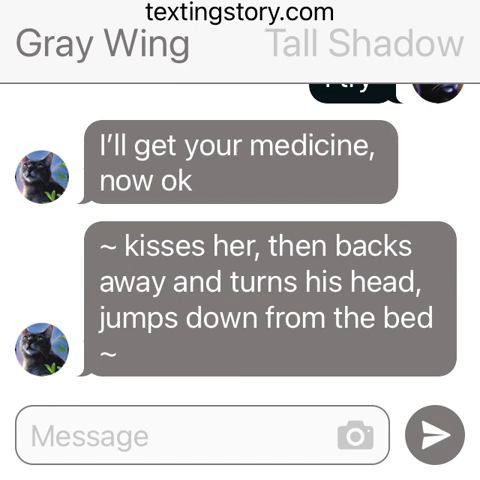 textingstory.com
Gray Wing Tall Shadow
I try
I'll get your medicine,
now ok
~ kisses her, then backs
away and turns his head,
jumps down from the bed
~
Message